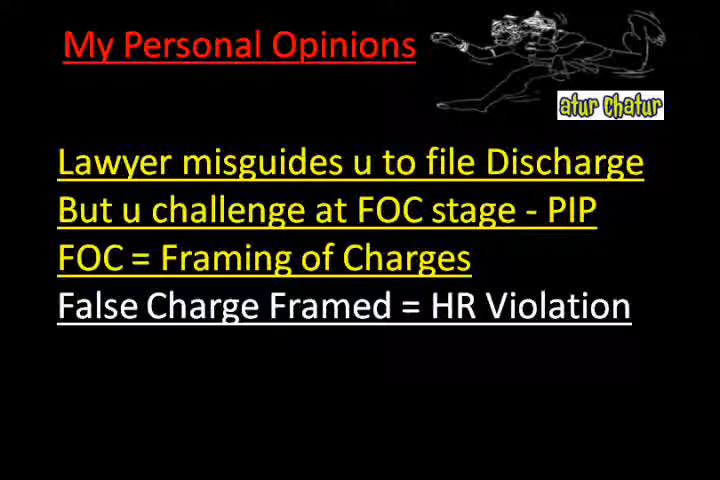 My Personal Opinions
atur chatur
Lawyer misguides u to file Discharge
But u challenge at FOC stage - PIP
FOC = Framing of Charges
False Charge Framed = HR Violation